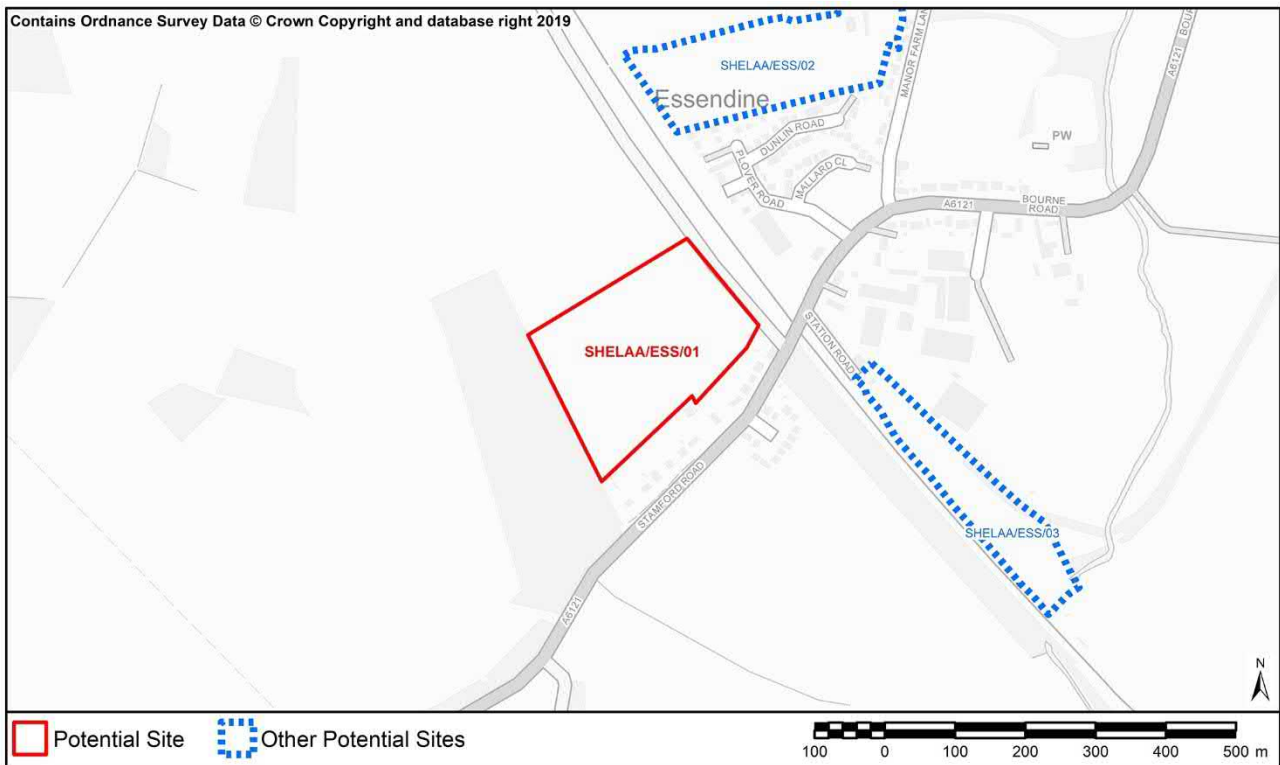 Contains Ordnance Survey Data © Crown Copyright and database right 2019
SHELAA/ESS/02
Essendine
MANOR FARM LAN
A6121
BOUR
DUNLIN ROAD
PW
PLOVER ROAD
MALLARD CL
A6121
BOURNE
ROAD
SHELAA/ESS/01
STATION ROAD
STAMFORD ROAD
SHELAA/ESS/03
A6121
N
Potential Site
Other Potential Sites
100 0 100 200 300 400 500 m